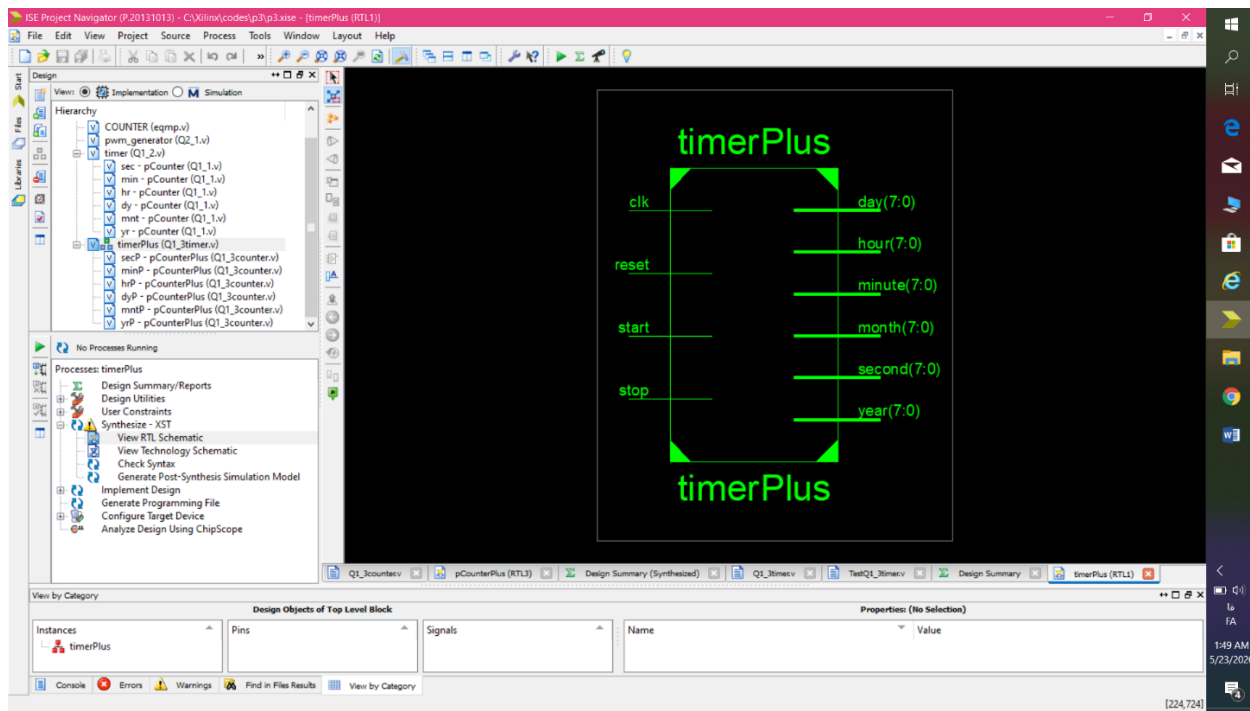 ISE Project Navigator (P.20131013) - C:\Xilinx\codes\p3\p3.xise - [timerPlus (RTL1)]
File Edit View Project Source Process Tools Window Layout Help
Start
Files
Libraries
Design
View: Implementation Simulation
Hierarchy
COUNTER (eqmp.v)
pwm_generator (Q2_1.v)
timer (Q1_2.v)
sec - pCounter (Q1_1.v)
min - pCounter (Q1_1.v)
hr - pCounter (Q1_1.v)
dy - pCounter (Q1_1.v)
mnt - pCounter (Q1_1.v)
yr - pCounter (Q1_1.v)
timerPlus (Q1_3timer.v)
secP - pCounterPlus (Q1_3counter.v)
minP - pCounterPlus (Q1_3counter.v)
hrP - pCounterPlus (Q1_3counter.v)
dyP - pCounterPlus (Q1_3counter.v)
mntP - pCounterPlus (Q1_3counter.v)
yrP - pCounterPlus (Q1_3counter.v)
No Processes Running
Processes: timerPlus
Design Summary/Reports
Design Utilities
User Constraints
Synthesize - XST
View RTL Schematic
View Technology Schematic
Check Syntax
Generate Post-Synthesis Simulation Model
Implement Design
Generate Programming File
Configure Target Device
Analyze Design Using ChipScope
timerPlus
clk
reset
start
stop
day(7:0)
hour(7:0)
minute(7:0)
month(7:0)
second(7:0)
year(7:0)
timerPlus
Q1_3counter.v pCounterPlus (RTL3) Design Summary (Synthesized) Q1_3timer.v TestQ1_3timer.v Design Summary timerPlus (RTL1)
View by Category
Design Objects of Top Level Block Properties: (No Selection)
Instances Pins Signals Name Value
timerPlus
Console Errors Warnings Find in Files Results View by Category
[224,724]
فا
FA
1:49 AM
5/23/202
4